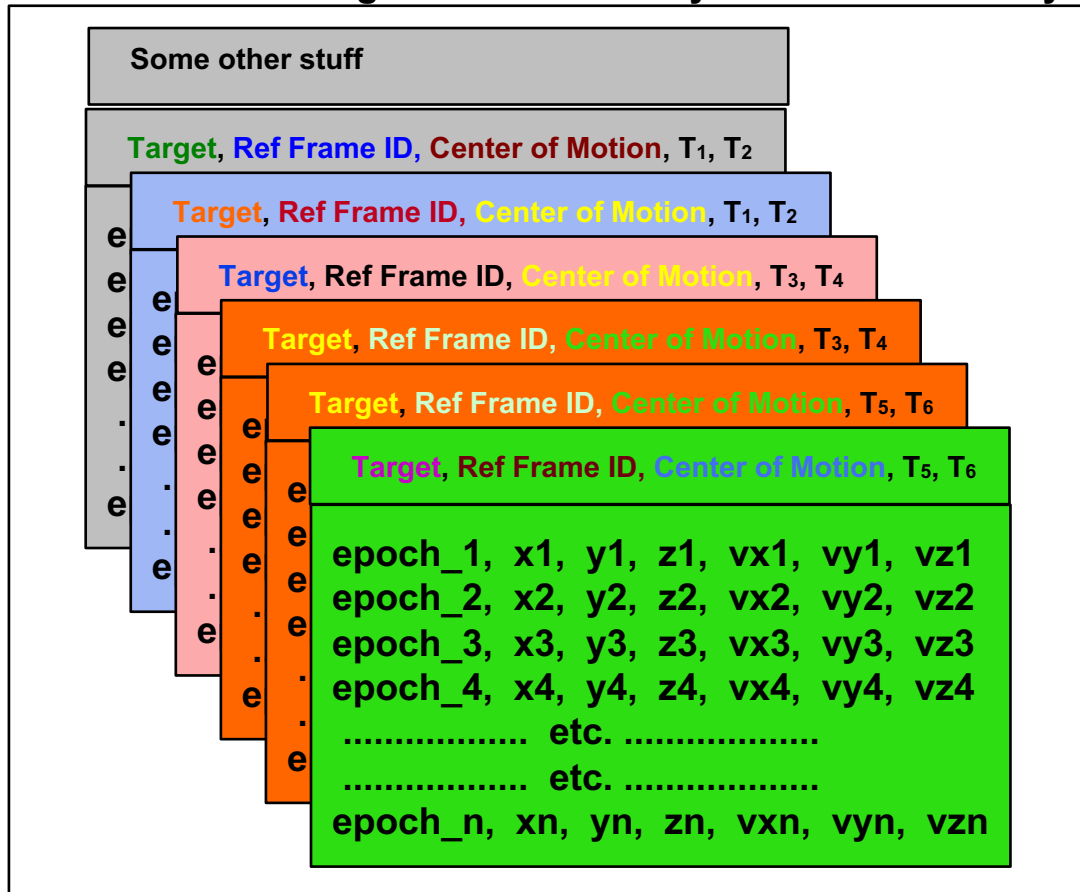 Some other stuff
Target, Ref Frame ID, Center of Motion, T1, T2
Target, Ref Frame ID, Center of Motion, T1, T2
Target, Ref Frame ID, Center of Motion, T3, T4
Target, Ref Frame ID, Center of Motion, T3, T4
Target, Ref Frame ID, Center of Motion, T5, T6
Target, Ref Frame ID, Center of Motion, T5, T6
epoch_1, x1, y1, z1, vx1, vy1, vz1
epoch_2, x2, y2, z2, vx2, vy2, vz2
epoch_3, x3, y3, z3, vx3, vy3, vz3
epoch_4, x4, y4, z4, vx4, vy4, vz4
.................. etc. ...................
.................. etc. ...................
epoch_n, xn, yn, zn, vxn, vyn, vzn